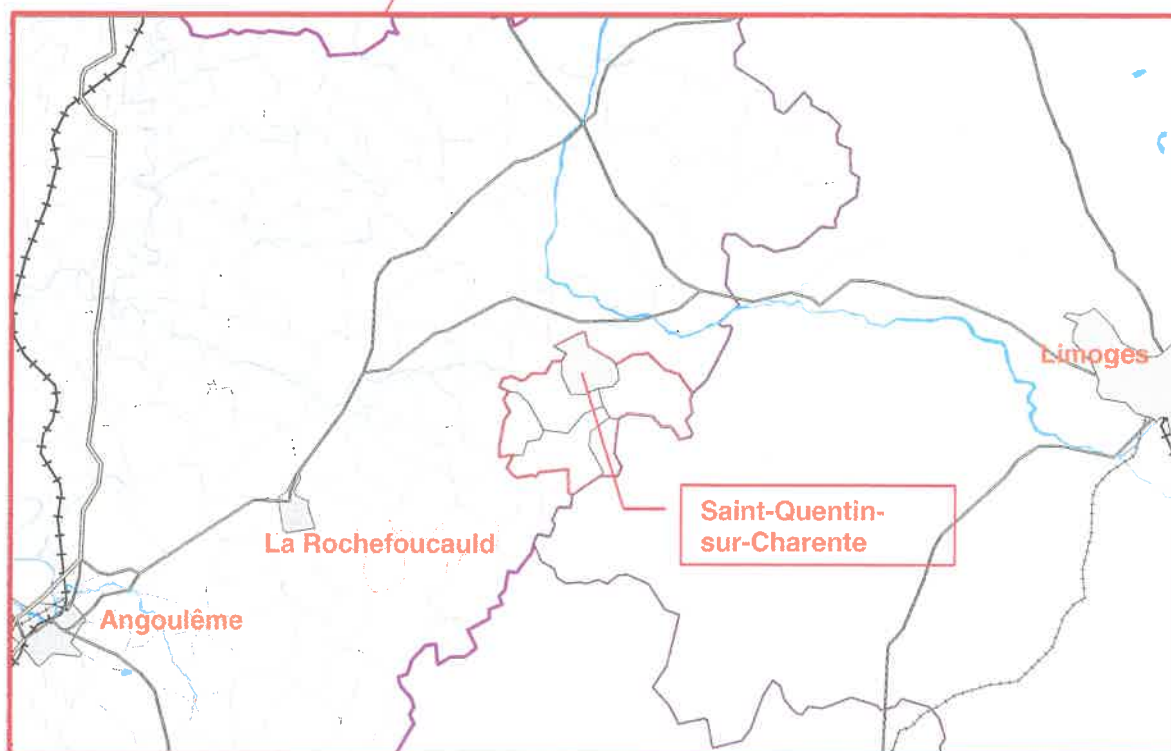 Limoges
Saint-Quentin-
sur-Charente
La Rochefoucauld
Angoulême